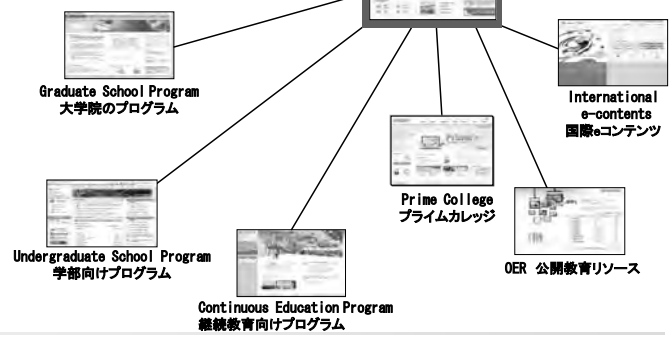 Graduate School Program
大学院のプログラム
International
e-contents
国際eコンテンツ
Prime College
プライムカレッジ
Undergraduate School Program
学部向けプログラム
OER 公開教育リソース
Continuous Education Program
継続教育向けプログラム